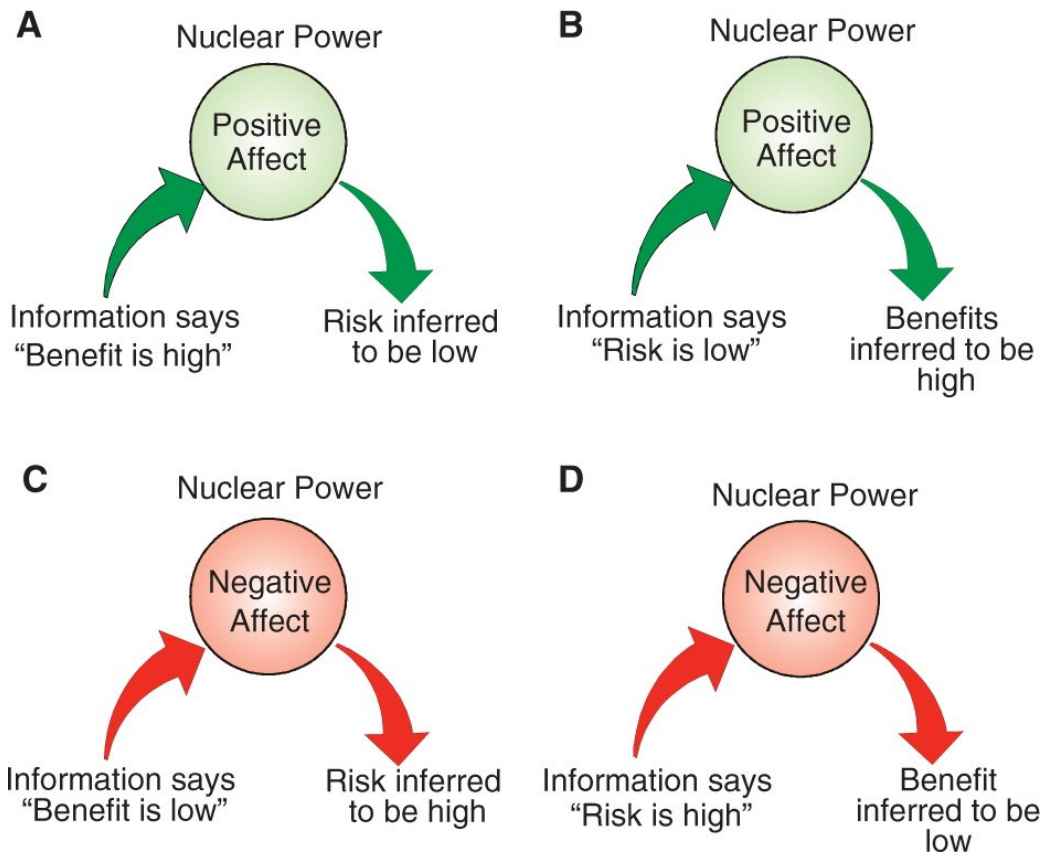 A
Nuclear Power
Positive
Affect
Information says
“Benefit is high”
Risk inferred
to be low
B
Nuclear Power
Positive
Affect
Information says
“Risk is low”
Benefits
inferred to be
high
C
Nuclear Power
Negative
Affect
Information says
“Benefit is low”
Risk inferred
to be high
D
Nuclear Power
Negative
Affect
Information says
“Risk is high”
Benefit
inferred to be
low